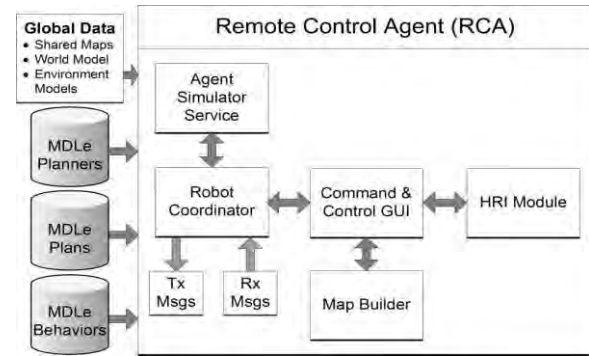 Remote Control Agent (RCA)
Global Data
• Shared Maps
• World Model
• Environment
Models
MDLe
Planners
MDLe
Plans
MDLe
Behaviors
Agent
Simulator
Service
Robot
Coordinator
Command &
Control GUI
HRI Module
Tx
Msgs
Rx
Msgs
Map Builder